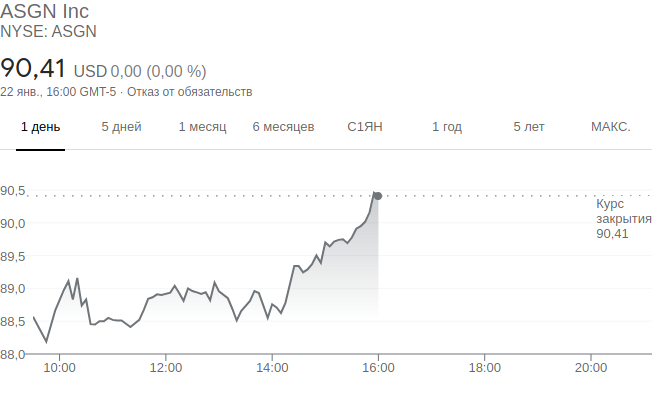 ASGN Inc
NYSE: ASGN
90,41 USD 0,00 (0,00 %)
22 янв., 16:00 GMT-5 · Отказ от обязательств
1 день 5 дней 1 месяц 6 месяцев С1ЯН 1 год 5 лет МАКС.
90,5
Курс
закрытия
90,41
90,0
89,5
89,0
88,5
88,0
10:00 12:00 14:00 16:00 18:00 20:00